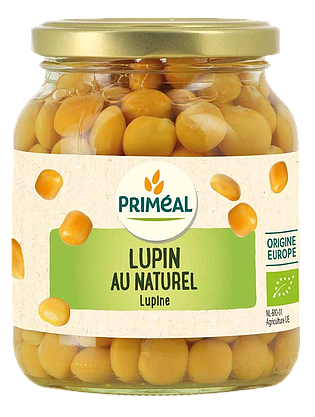 PRIMÉAL
LUPIN
AU NATUREL
Lupine
ORIGINE
EUROPE
NL-BIO-01
Agriculture UE